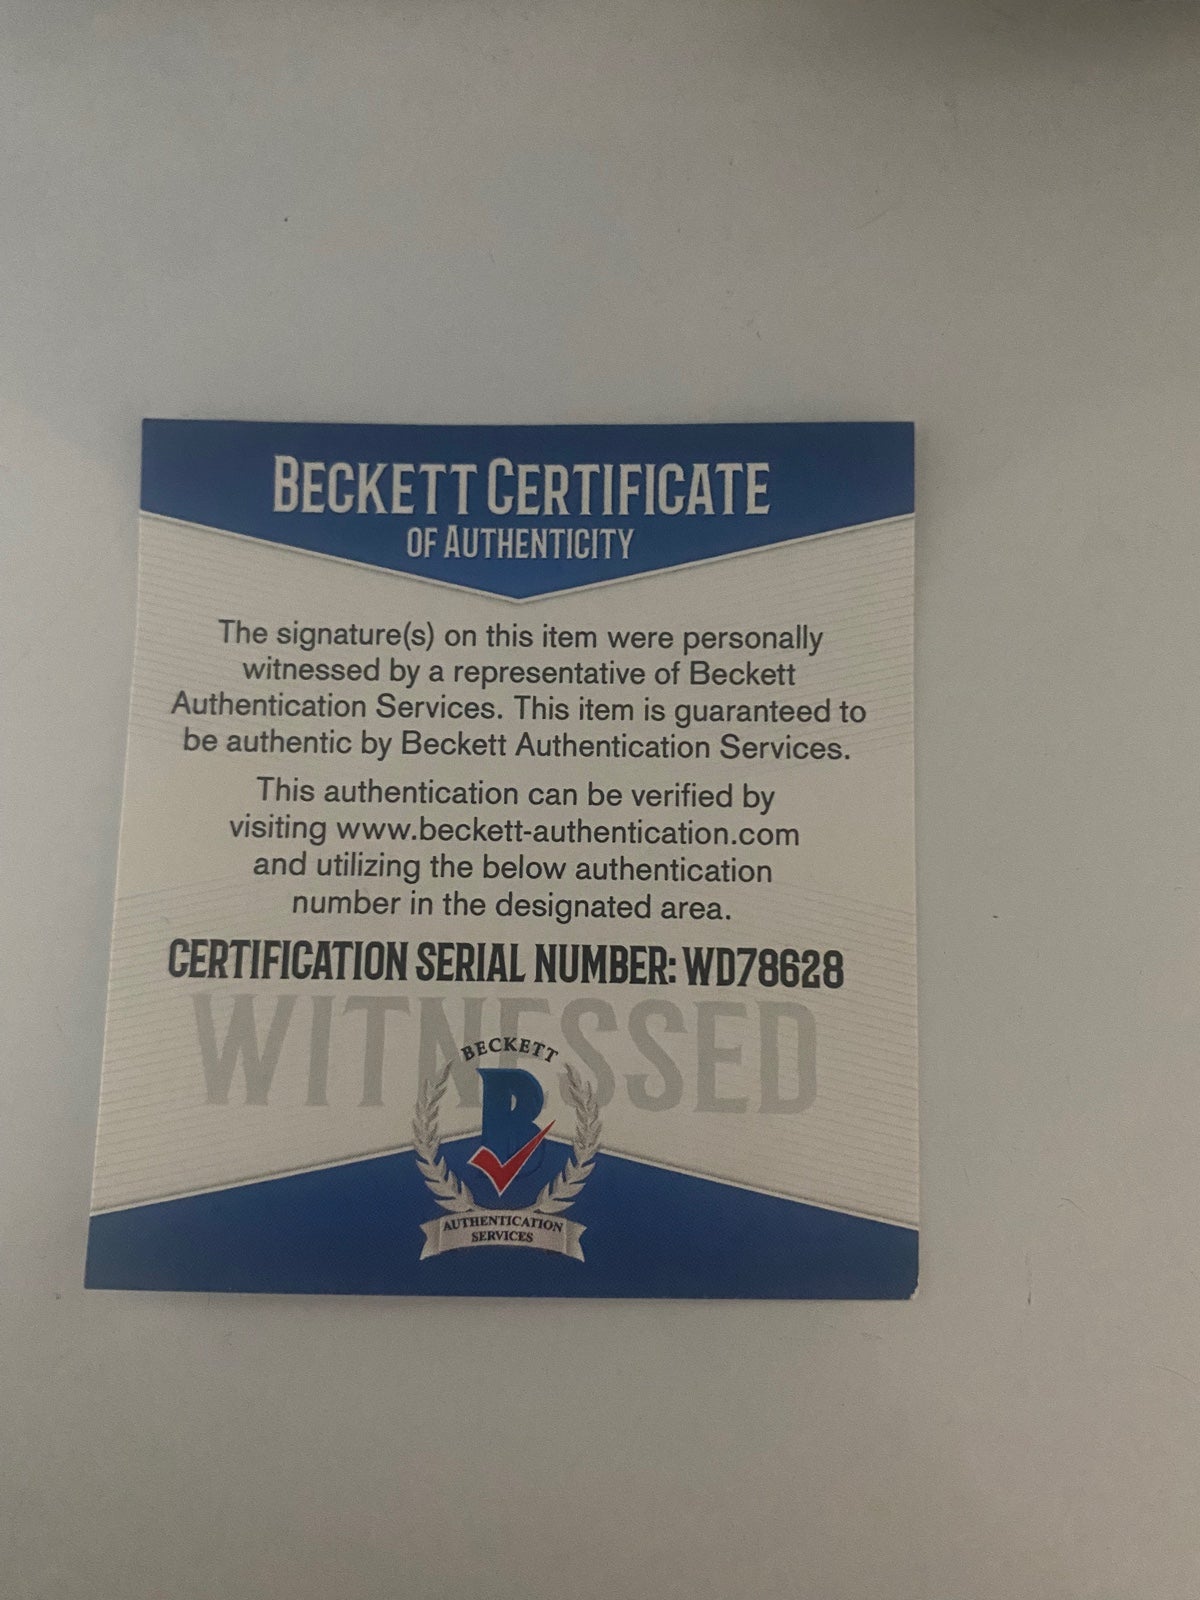 BECKETT CERTIFICATE
OF AUTHENTICITY
The signature(s) on this item were personally
witnessed by a representative of Beckett
Authentication Services. This item is guaranteed to
be authentic by Beckett Authentication Services.
This authentication can be verified by
visiting www.beckett-authentication.com
and utilizing the below authentication
number in the designated area.
CERTIFICATION SERIAL NUMBER: WD78628
WITNESSED
BECKETT
B
AUTHENTICATION
SERVICES